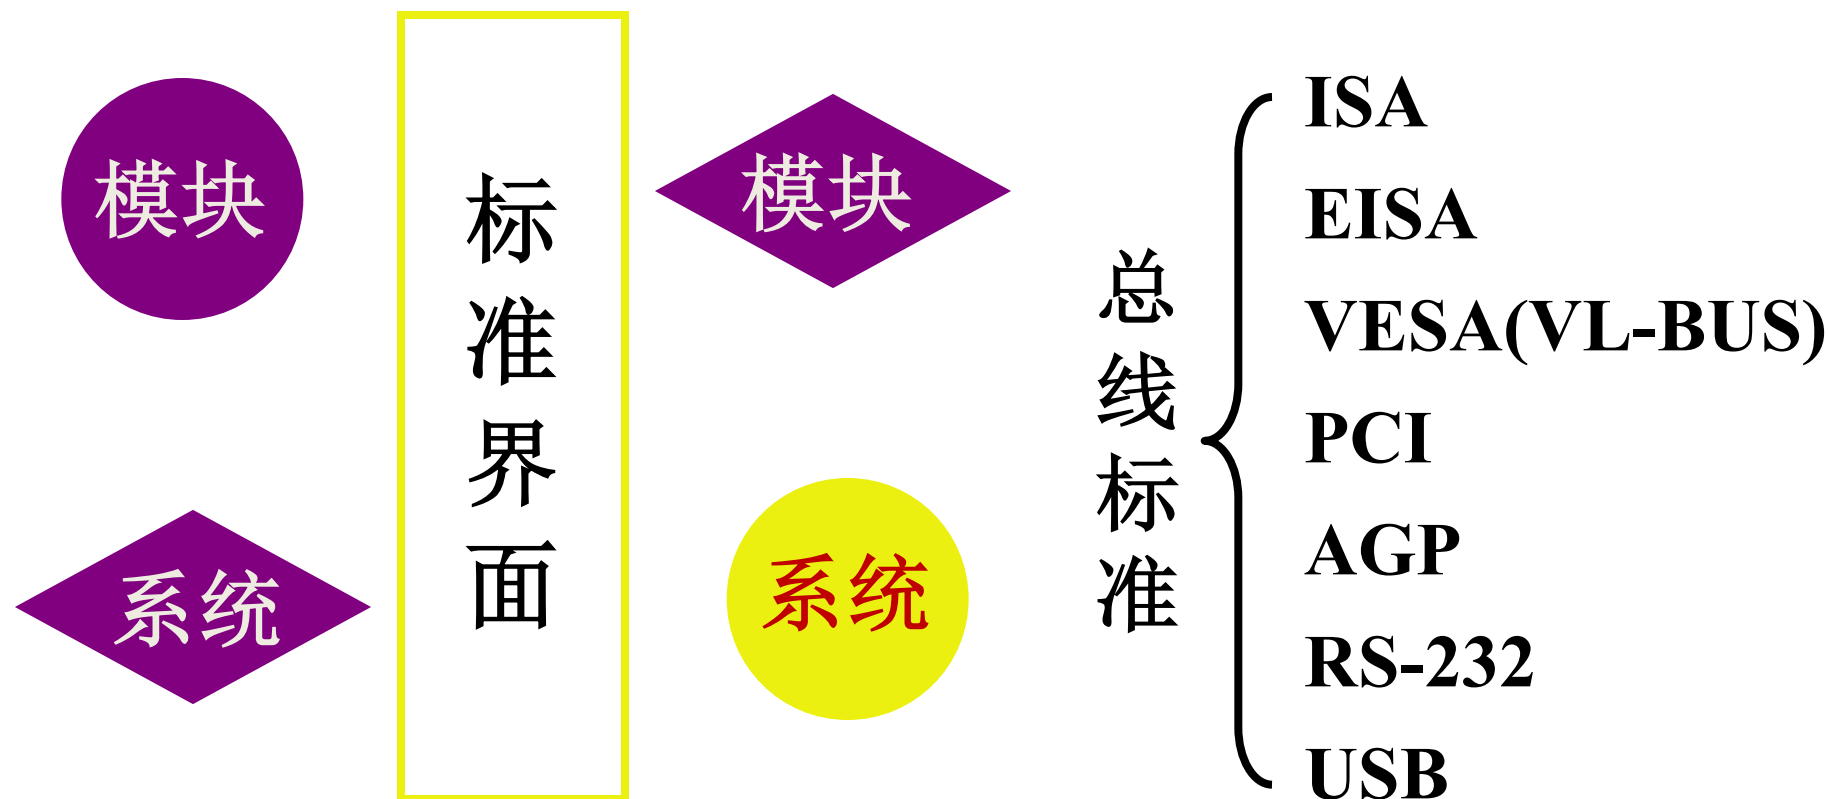 模块
系统
标准界面
模块
系统
总线标准
ISA
EISA
VESA(VL-BUS)
PCI
AGP
RS-232
USB